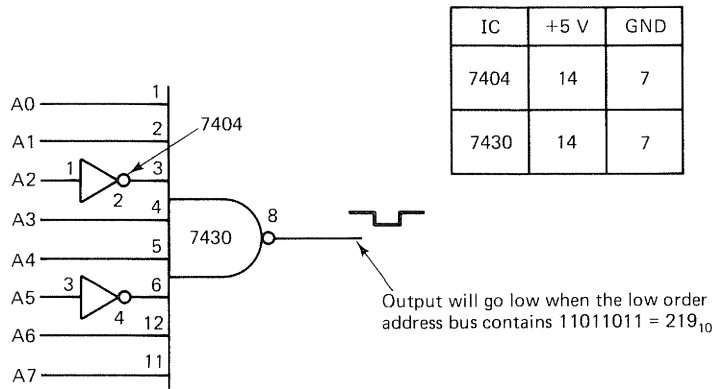 IC +5 V GND
7404 14 7
7430 14 7
A0 1
A1 2
7404
A2 1 2 3
A3 4
7430 8
A4 5
A5 3 4 6
A6 12
A7 11
Output will go low when the low order
address bus contains 11011011 = 219₁₀